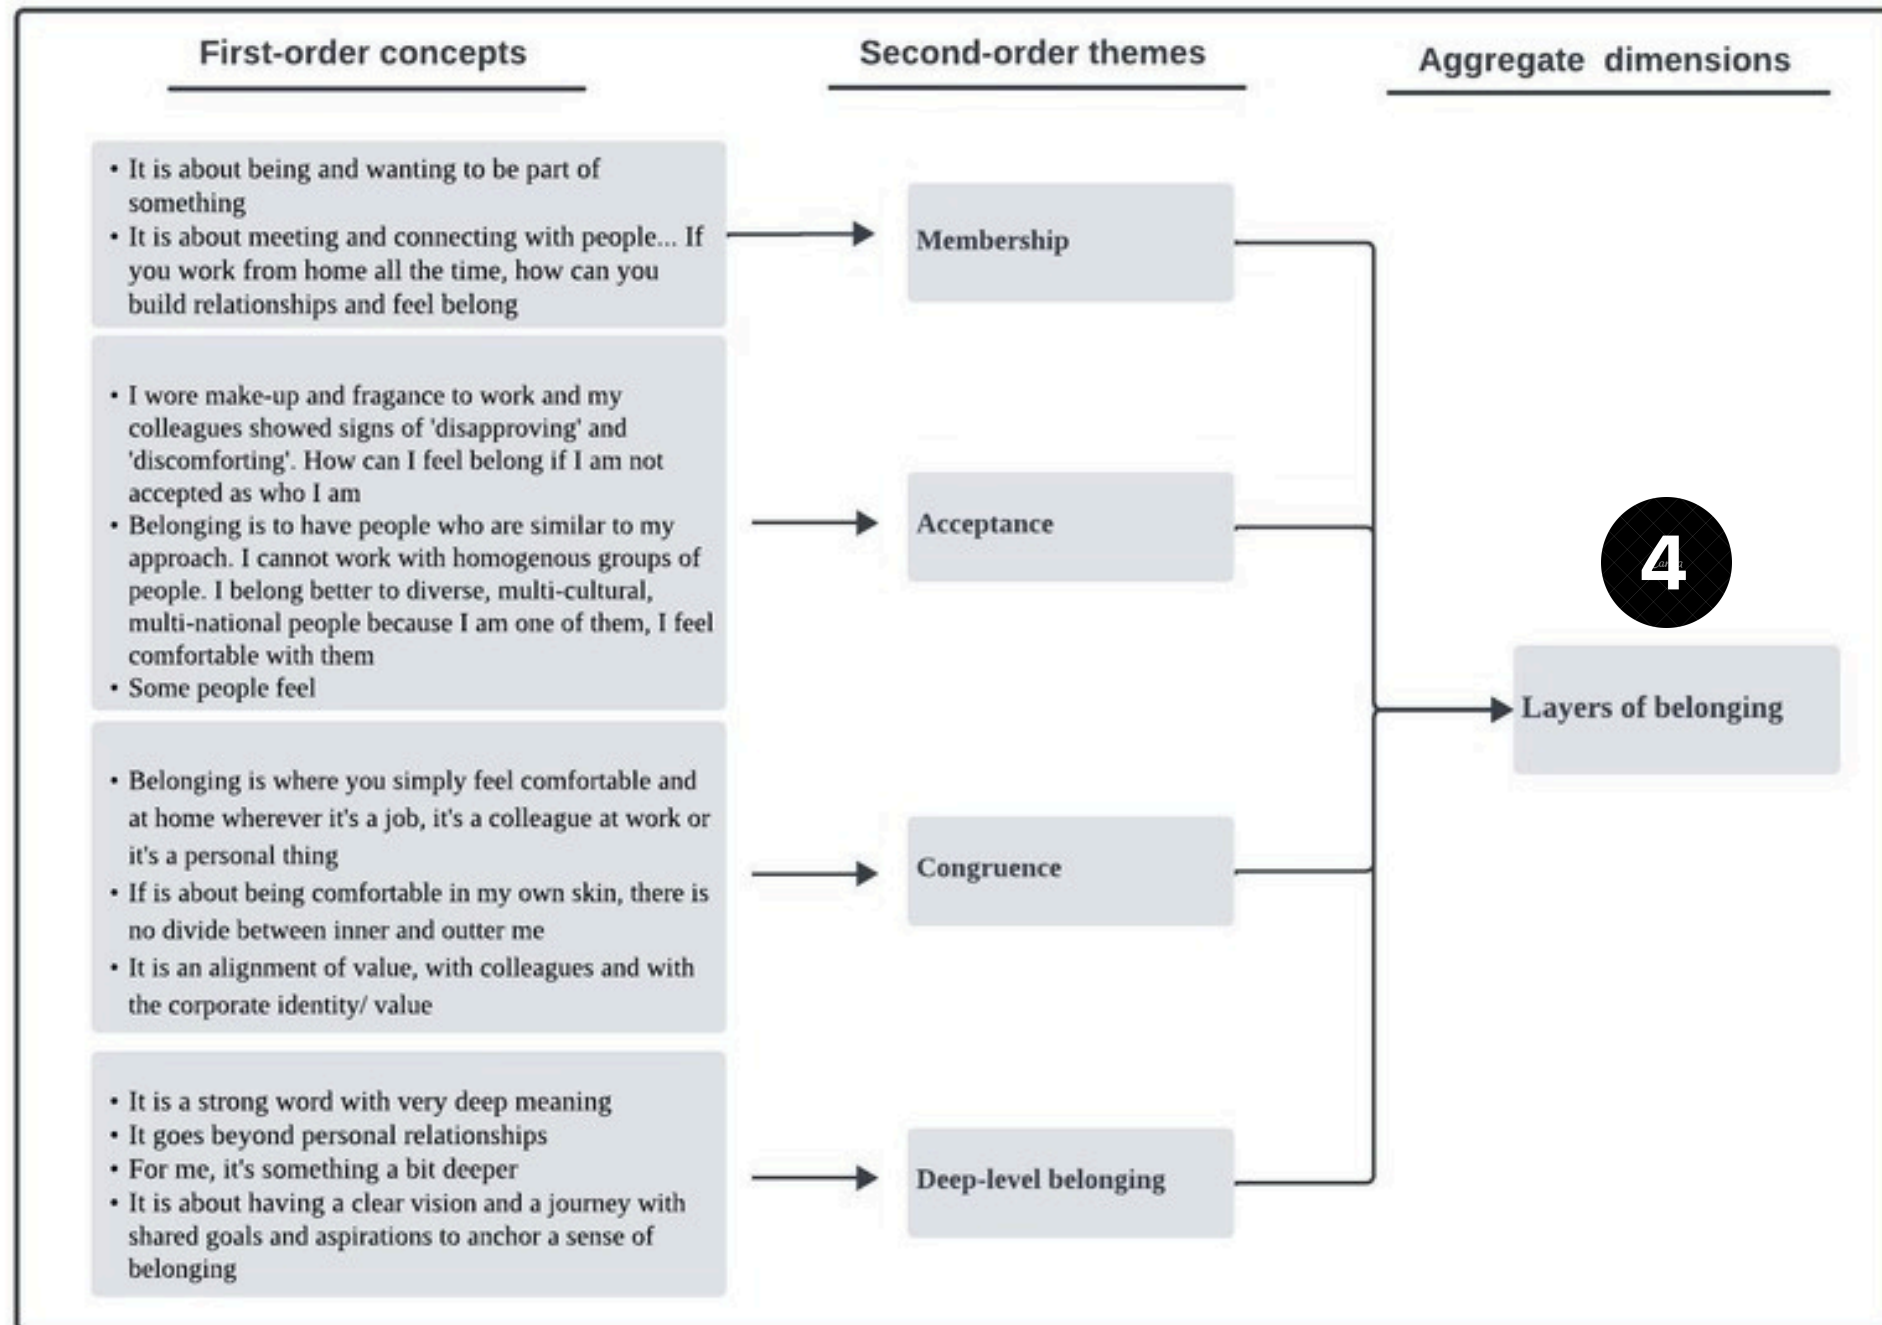 First-order concepts
Second-order themes
Aggregate dimensions
• It is about being and wanting to be part of
something
• It is about meeting and connecting with people... If
you work from home all the time, how can you
build relationships and feel belong
Membership
• I wore make-up and fragance to work and my
colleagues showed signs of 'disapproving' and
'discomforting'. How can I feel belong if I am not
accepted as who I am
• Belonging is to have people who are similar to my
approach. I cannot work with homogenous groups of
people. I belong better to diverse, multi-cultural,
multi-national people because I am one of them, I feel
comfortable with them
• Some people feel
Acceptance
4
Layers of belonging
• Belonging is where you simply feel comfortable and
at home wherever it's a job, it's a colleague at work or
it's a personal thing
• If is about being comfortable in my own skin, there is
no divide between inner and outter me
• It is an alignment of value, with colleagues and with
the corporate identity/ value
Congruence
• It is a strong word with very deep meaning
• It goes beyond personal relationships
• For me, it's something a bit deeper
• It is about having a clear vision and a journey with
shared goals and aspirations to anchor a sense of
belonging
Deep-level belonging